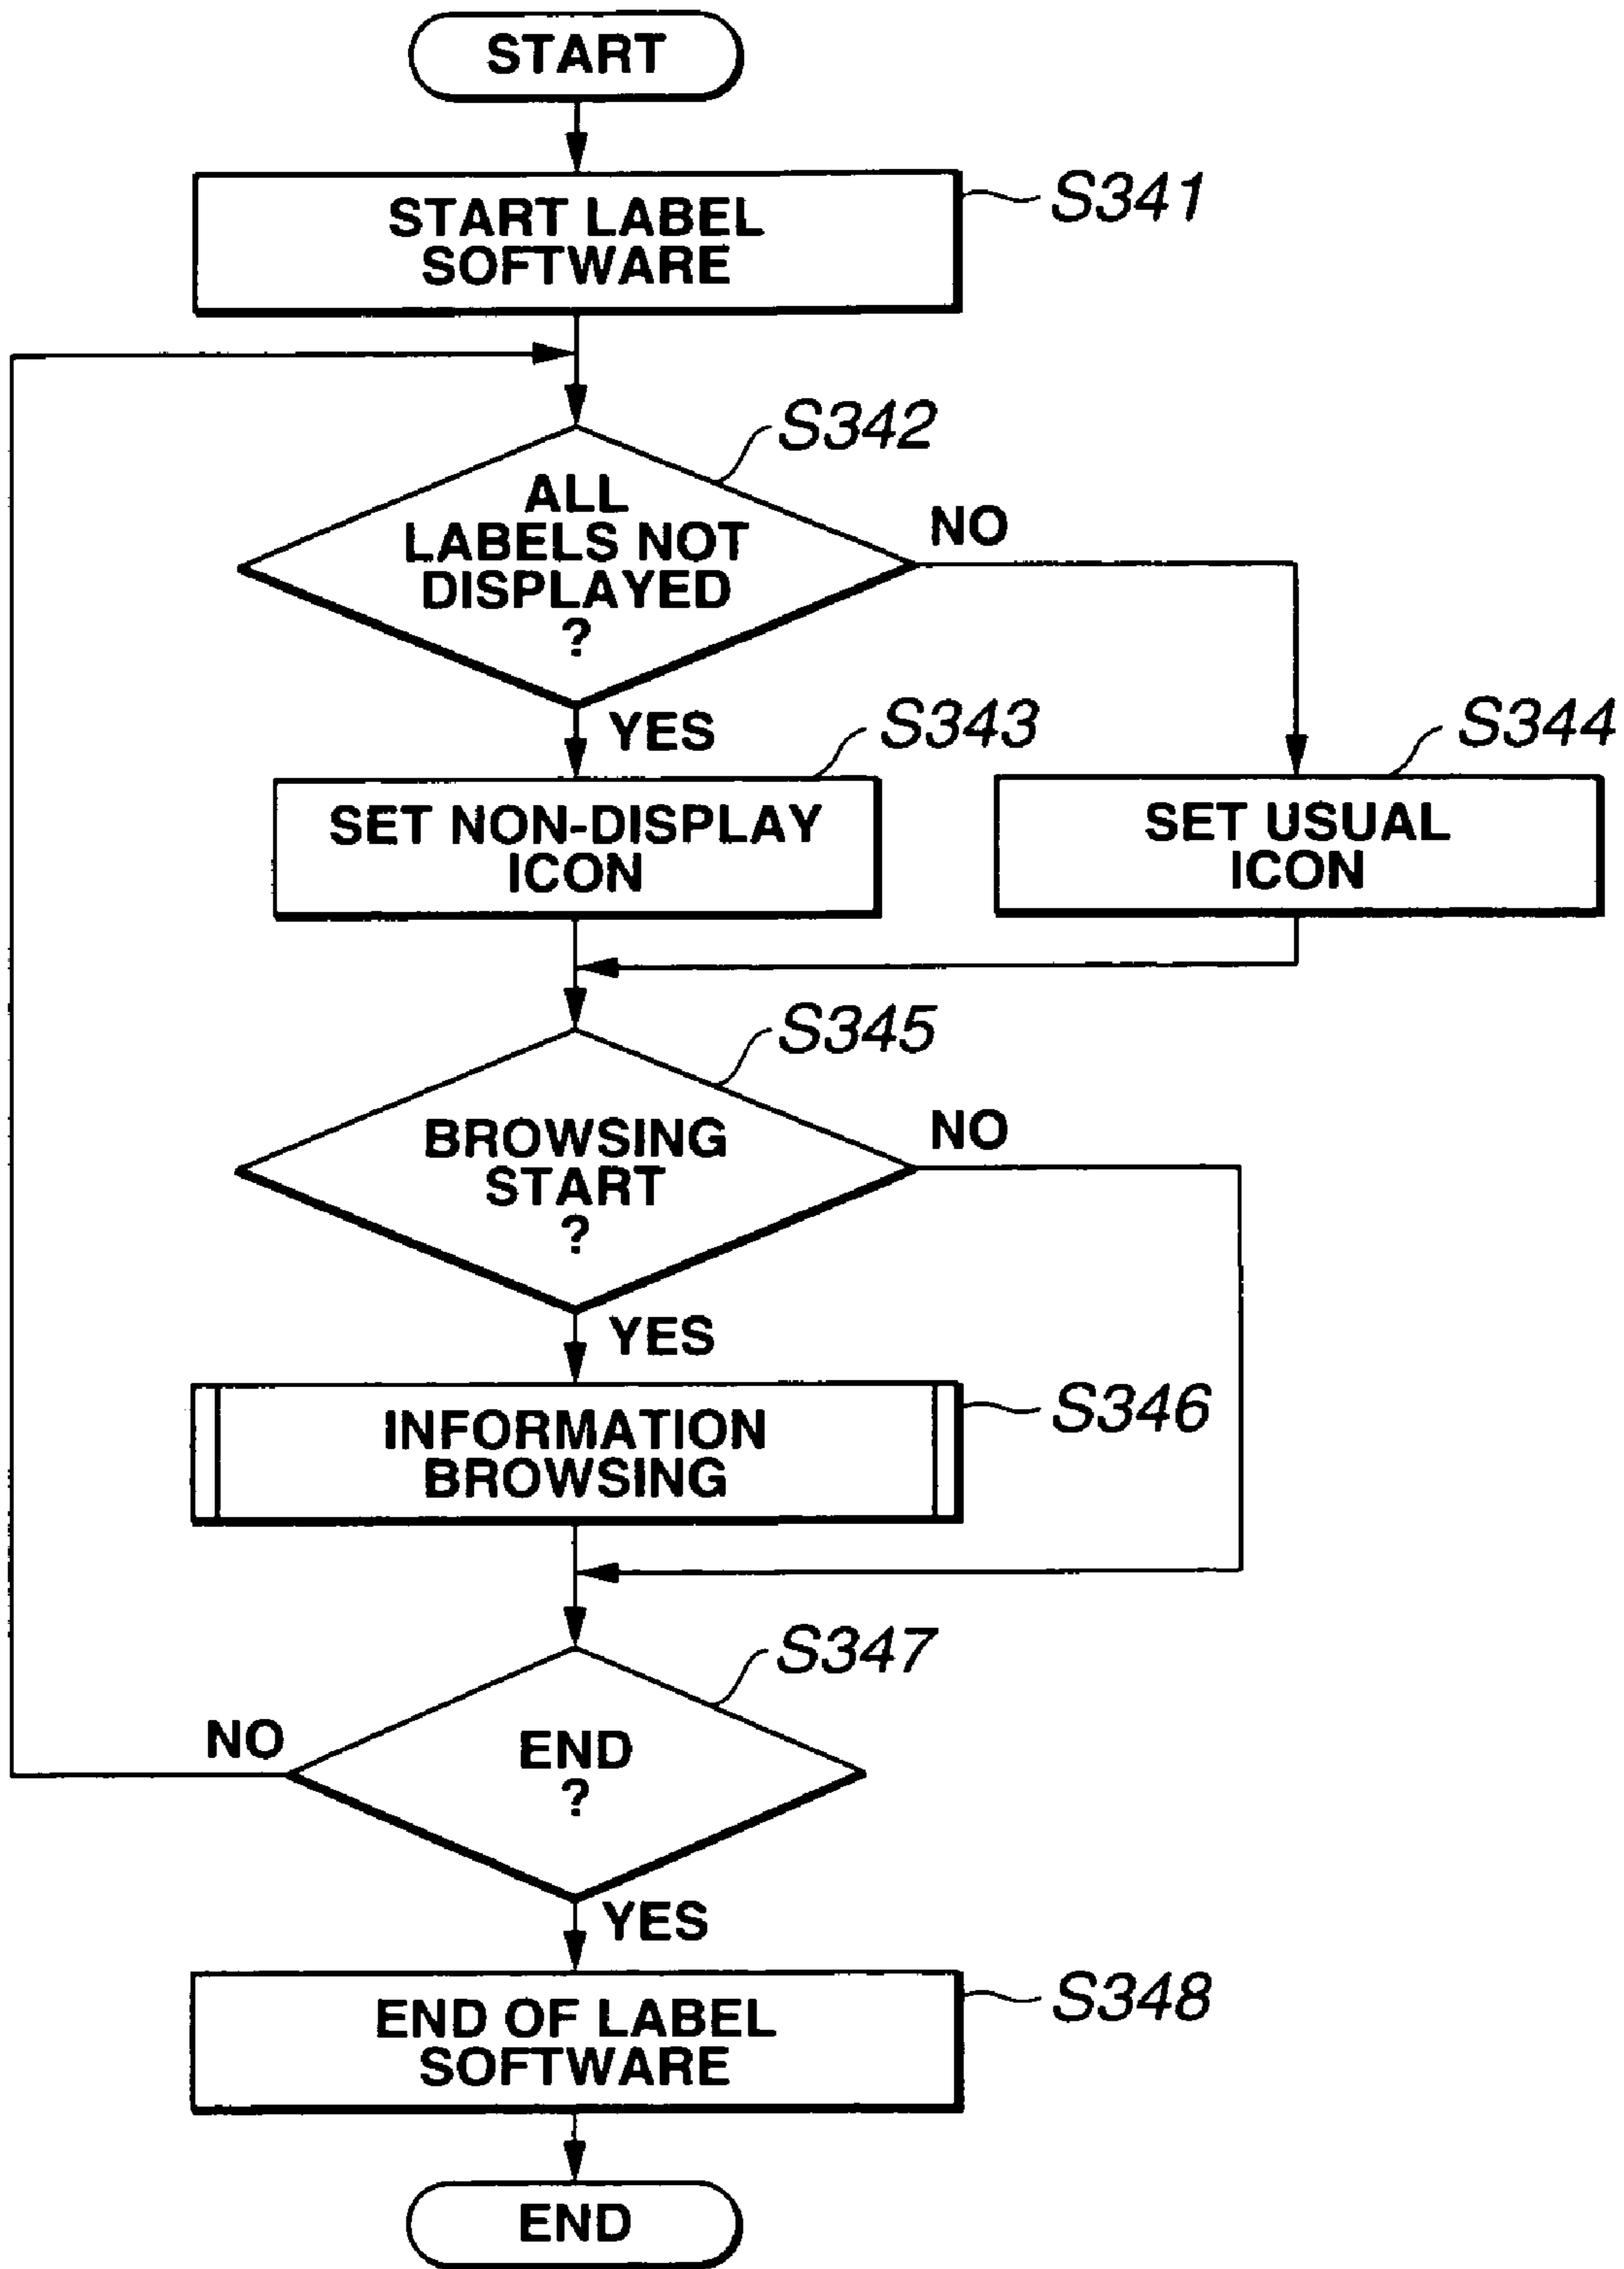 START
START LABEL
SOFTWARE
S341
S342
ALL
LABELS NOT
DISPLAYED
?
NO
YES
S343
S344
SET NON-DISPLAY
ICON
SET USUAL
ICON
S345
BROWSING
START
?
NO
YES
INFORMATION
BROWSING
S346
S347
NO
END
?
YES
END OF LABEL
SOFTWARE
S348
END